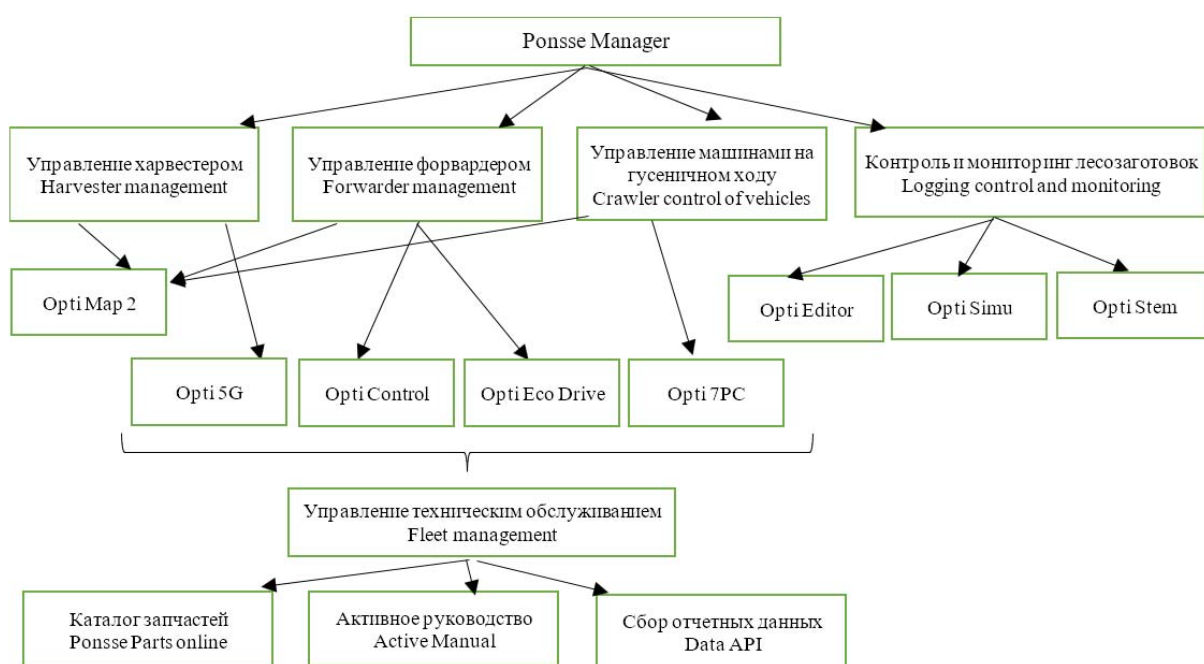 Ponsse Manager
Управление харвестером
Harvester management
Управление форвардером
Forwarder management
Управление машинами на
гусеничном ходу
Crawler control of vehicles
Контроль и мониторинг лесозаготовок
Logging control and monitoring
Opti Map 2
Opti Editor
Opti Simu
Opti Stem
Opti 5G
Opti Control
Opti Eco Drive
Opti 7PC
Управление техническим обслуживанием
Fleet management
Каталог запчастей
Ponsse Parts online
Активное руководство
Active Manual
Сбор отчетных данных
Data API